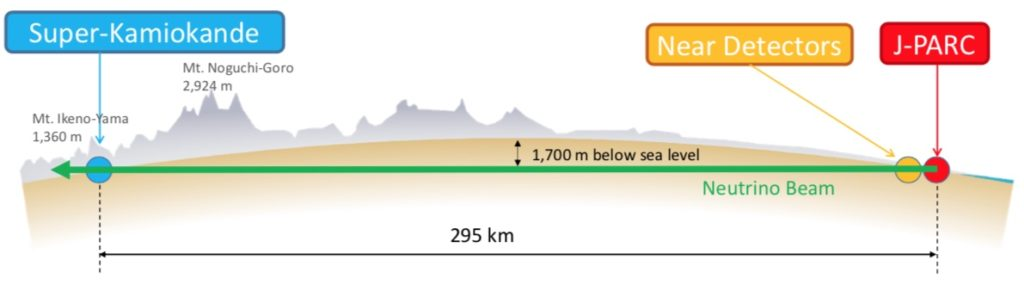 Super-Kamiokande
Near Detectors
J-PARC
Mt. Noguchi-Goro
2,924 m
Mt. Ikeno-Yama
1,360 m
1,700 m below sea level
Neutrino Beam
295 km